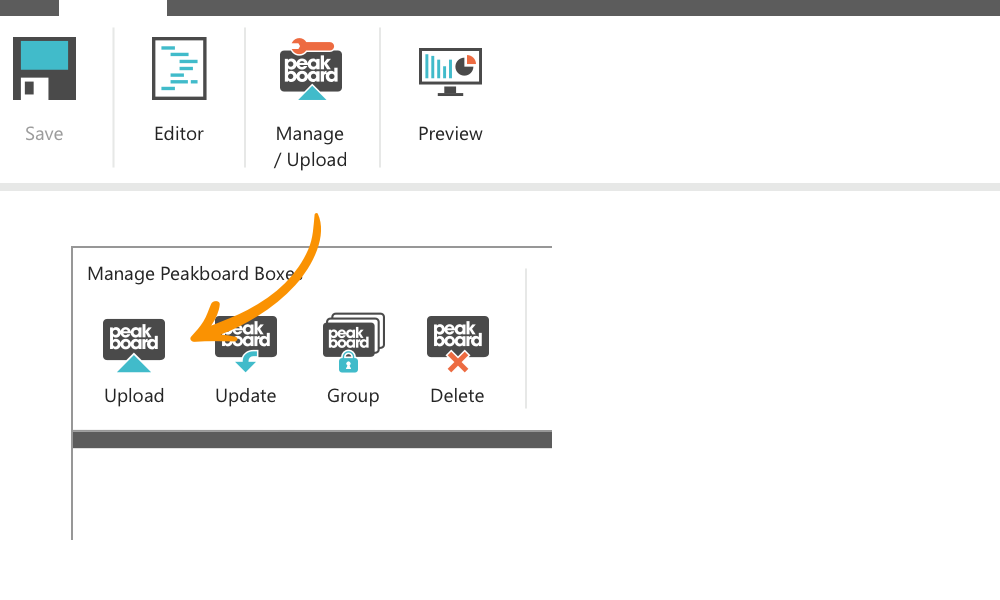 peak
board
Save
Editor
Manage
/ Upload
Preview
Manage Peakboard Boxes
peak
board
peak
board
peak
board
peak
board
Upload
Update
Group
Delete